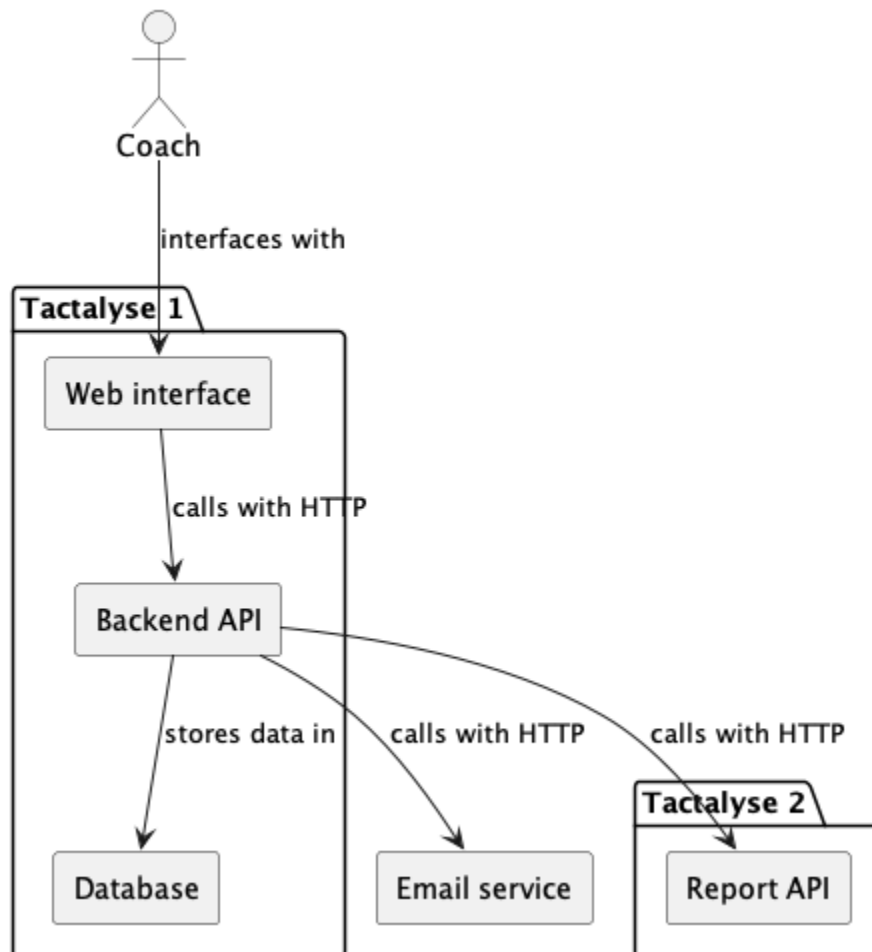 Coach
interfaces with
Tactalyse 1
Web interface
calls with HTTP
Backend API
stores data in
calls with HTTP
calls with HTTP
Tactalyse 2
Database
Email service
Report API